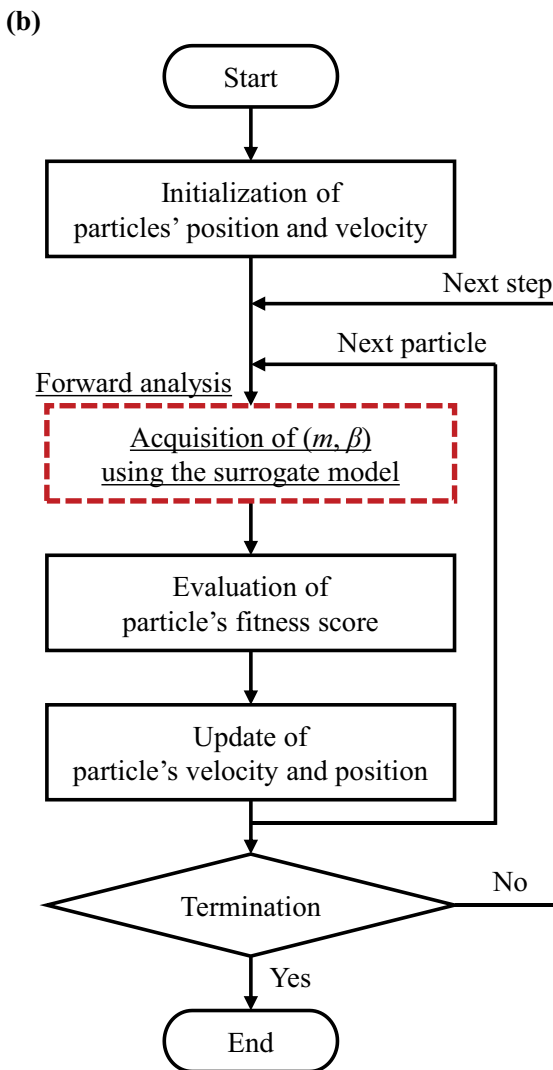 (b)
Start
Initialization of
particles’ position and velocity
Next step
Next particle
Forward analysis
Acquisition of (m, β)
using the surrogate model
Evaluation of
particle’s fitness score
Update of
particle’s velocity and position
Termination
No
Yes
End